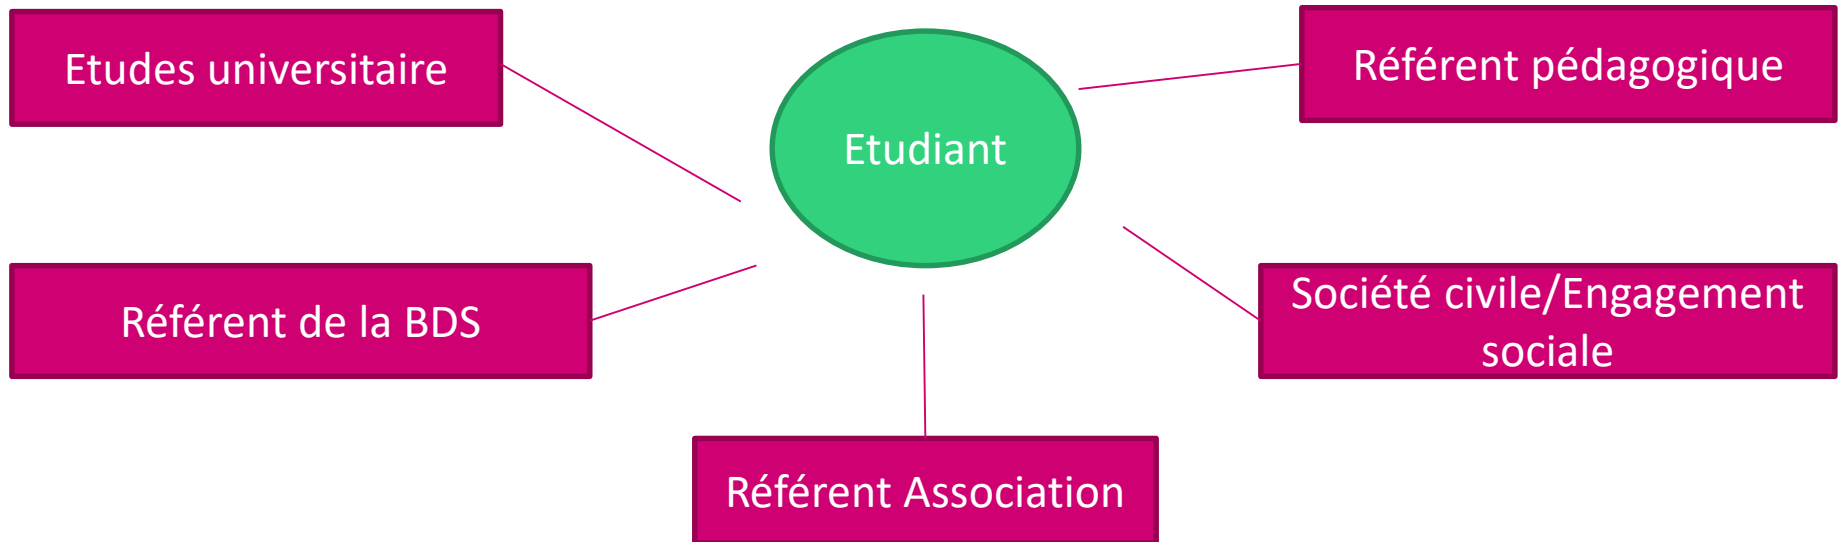 Etudes universitaire
Etudiant
Référent pédagogique
Référent de la BDS
Société civile/Engagement
sociale
Référent Association